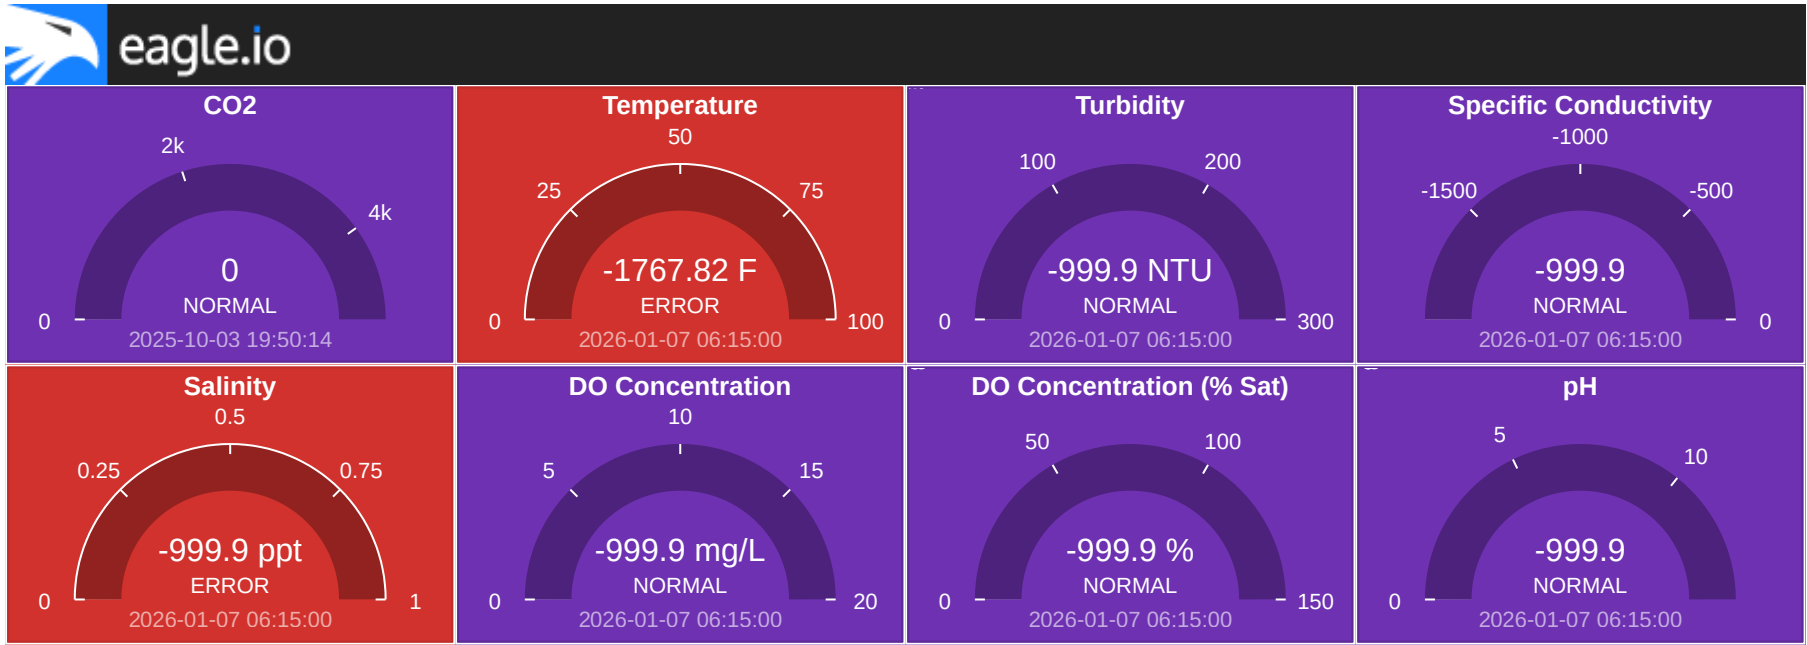 eagle.io
CO2
2k
4k
0
NORMAL
0
2025-10-03 19:50:14
Temperature
50
25
75
-1767.82 F
ERROR
0
100
2026-01-07 06:15:00
Turbidity
100
200
-999.9 NTU
NORMAL
0
300
2026-01-07 06:15:00
Specific Conductivity
-1000
-1500
-500
-999.9
NORMAL
0
2026-01-07 06:15:00
Salinity
0.5
0.25
0.75
-999.9 ppt
ERROR
0
1
2026-01-07 06:15:00
DO Concentration
10
5
15
-999.9 mg/L
NORMAL
0
20
2026-01-07 06:15:00
DO Concentration (% Sat)
50
100
-999.9 %
NORMAL
0
150
2026-01-07 06:15:00
pH
5
10
-999.9
NORMAL
0
2026-01-07 06:15:00